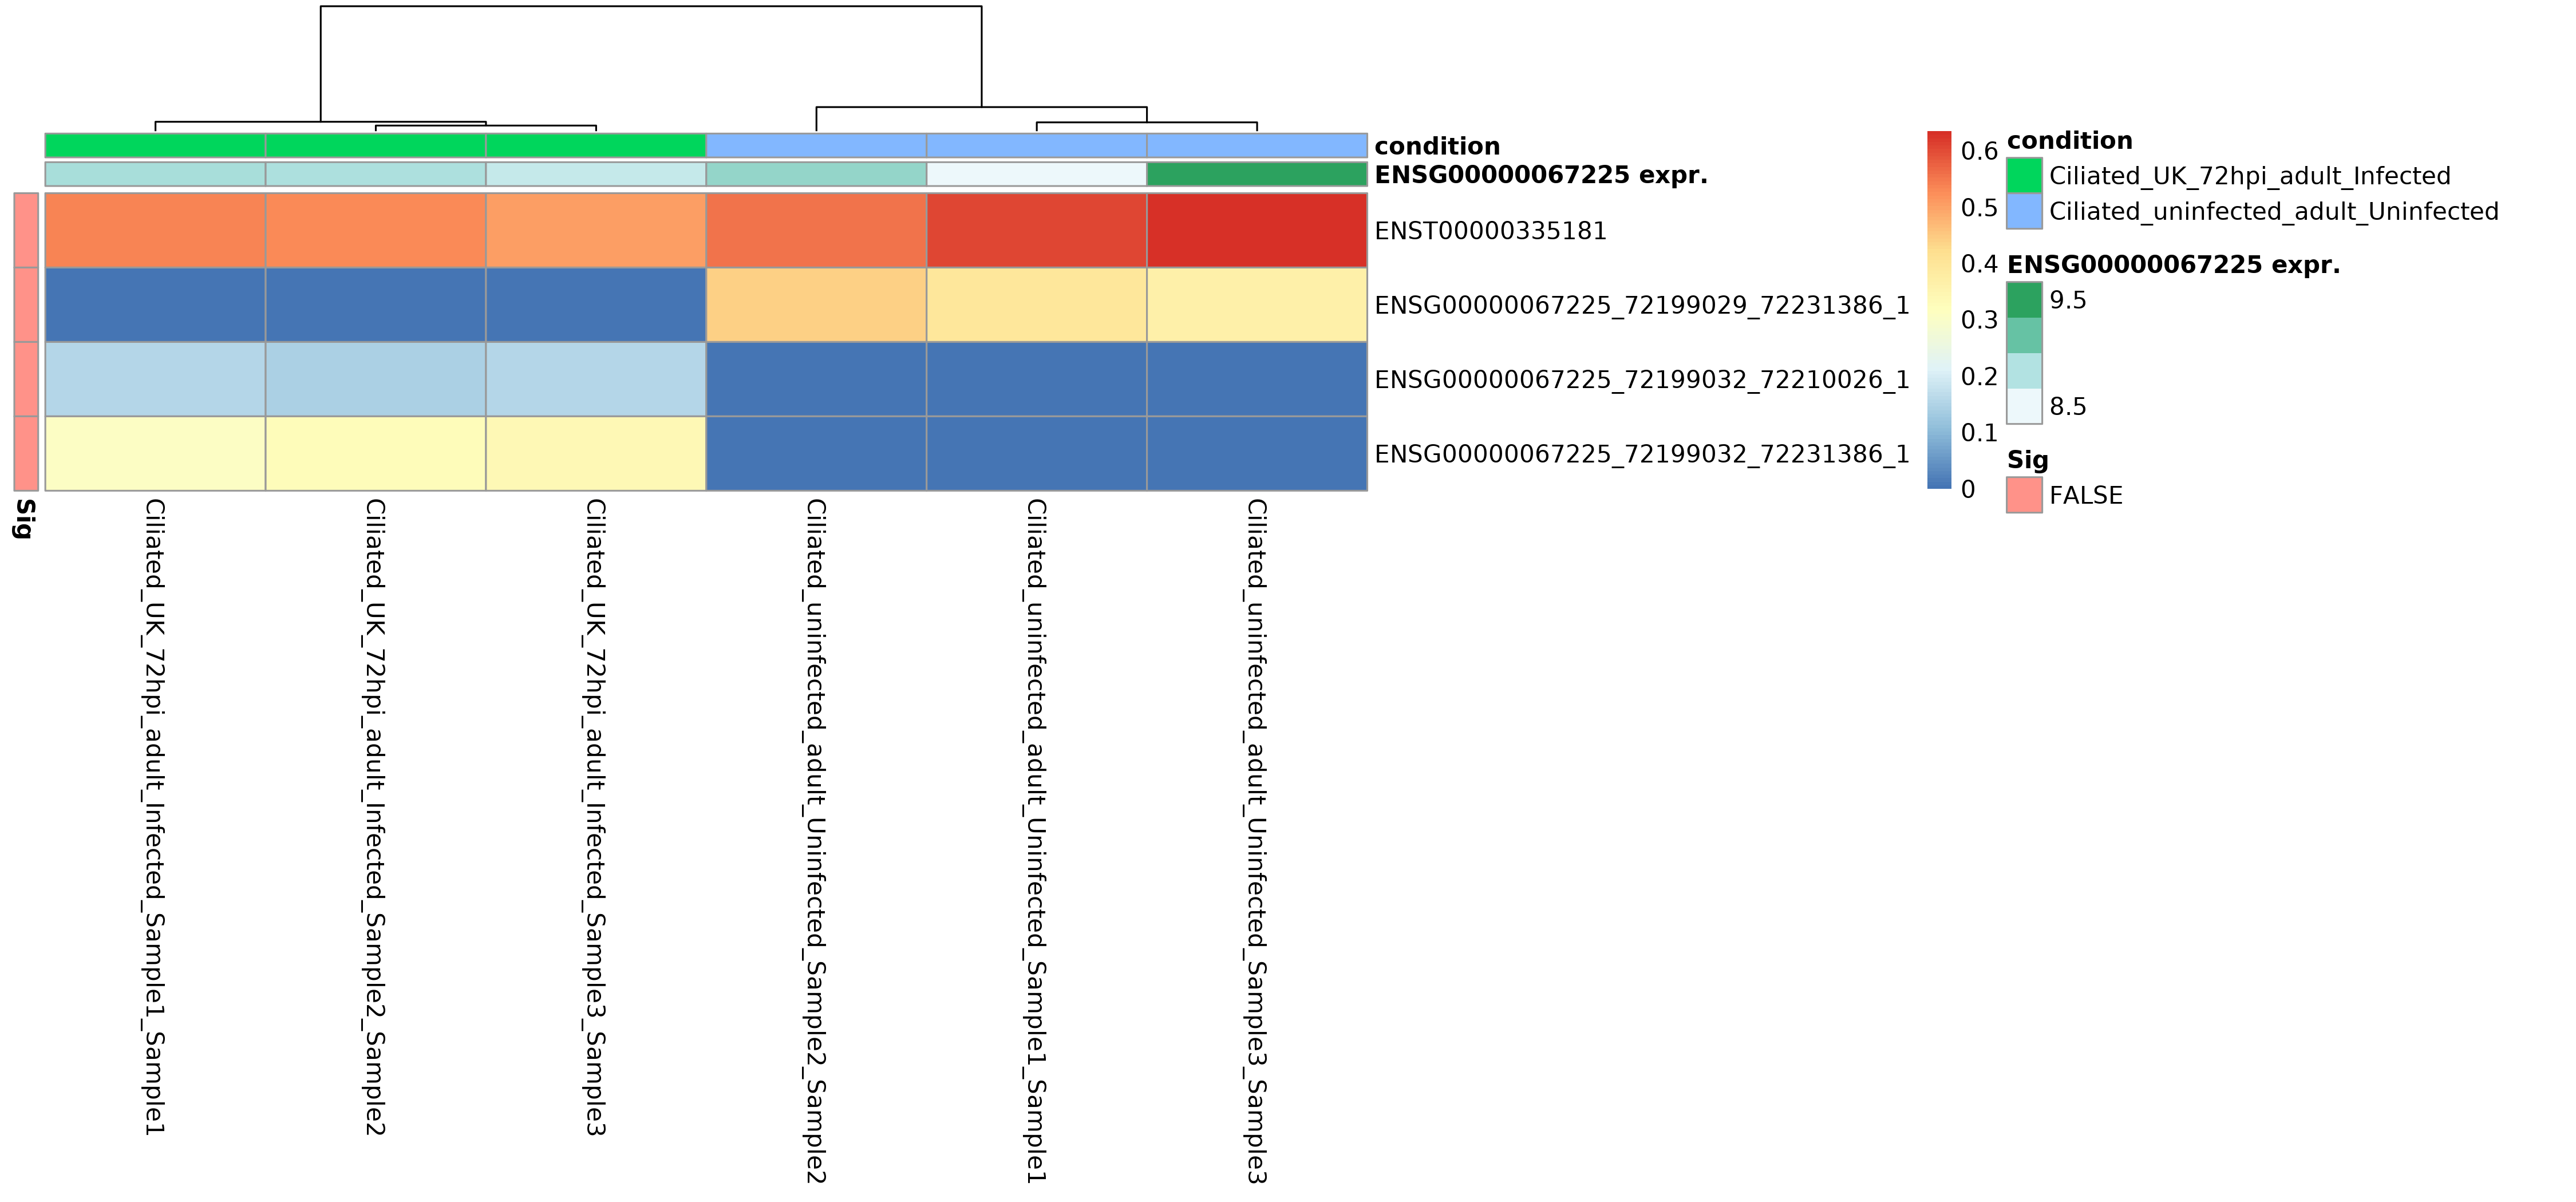 condition
ENSG00000067225 expr.
ENST00000335181
ENSG00000067225_72199029_72231386_1
ENSG00000067225_72199032_72210026_1
ENSG00000067225_72199032_72231386_1
Sig
Ciliated_UK_72hpi_adult_Infected_Sample1_Sample1
Ciliated_UK_72hpi_adult_Infected_Sample2_Sample2
Ciliated_UK_72hpi_adult_Infected_Sample3_Sample3
Ciliated_uninfected_adult_Uninfected_Sample2_Sample2
Ciliated_uninfected_adult_Uninfected_Sample1_Sample1
Ciliated_uninfected_adult_Uninfected_Sample3_Sample3
0.6
0.5
0.4
0.3
0.2
0.1
0
condition
Ciliated_UK_72hpi_adult_Infected
Ciliated_uninfected_adult_Uninfected
ENSG00000067225 expr.
9.5
8.5
Sig
FALSE